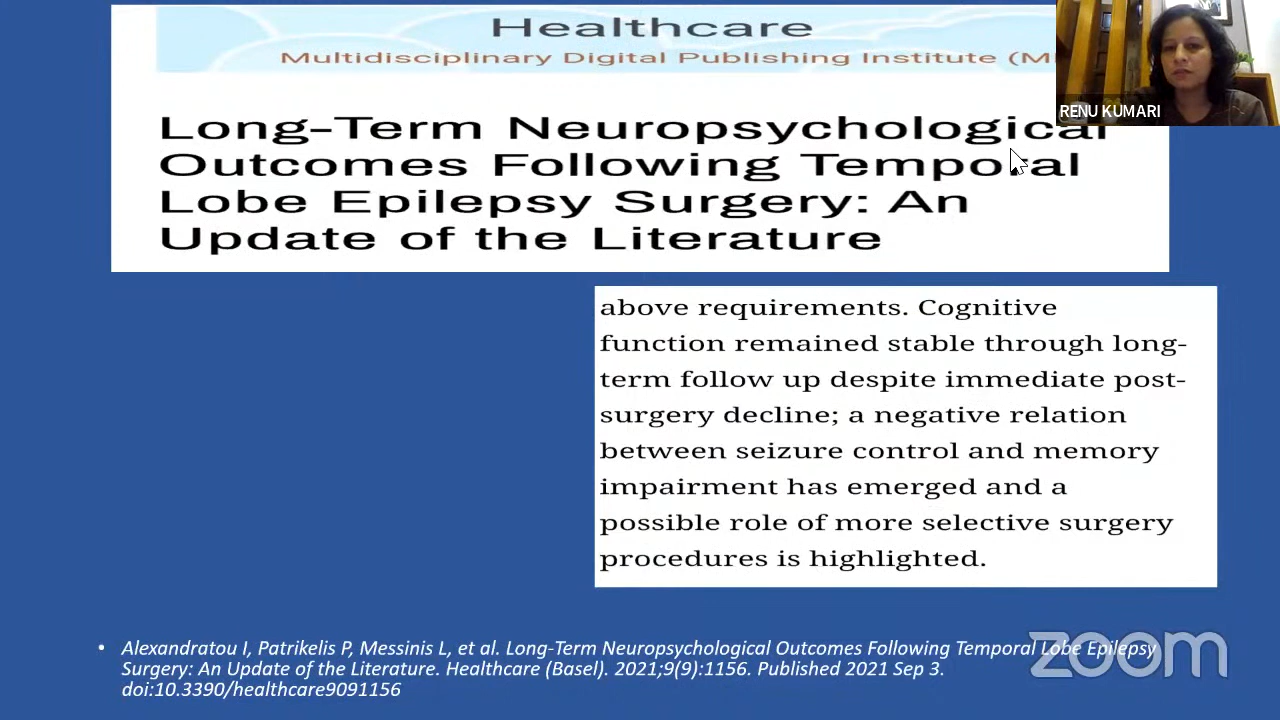 Healthcare
Multidisciplinary Digital Publishing Institute (M
RENU KUMARI
Long-Term Neuropsychological
Outcomes Following Temporal
Lobe Epilepsy Surgery: An
Update of the Literature
above requirements. Cognitive
function remained stable through long-
term follow up despite immediate post-
surgery decline; a negative relation
between seizure control and memory
impairment has emerged and a
possible role of more selective surgery
procedures is highlighted.
• Alexandratou I, Patrikelis P, Messinis L, et al. Long-Term Neuropsychological Outcomes Following Temporal Lobe Epilepsy
Surgery: An Update of the Literature. Healthcare (Basel). 2021;9(9):1156. Published 2021 Sep 3.
doi:10.3390/healthcare9091156
zoom